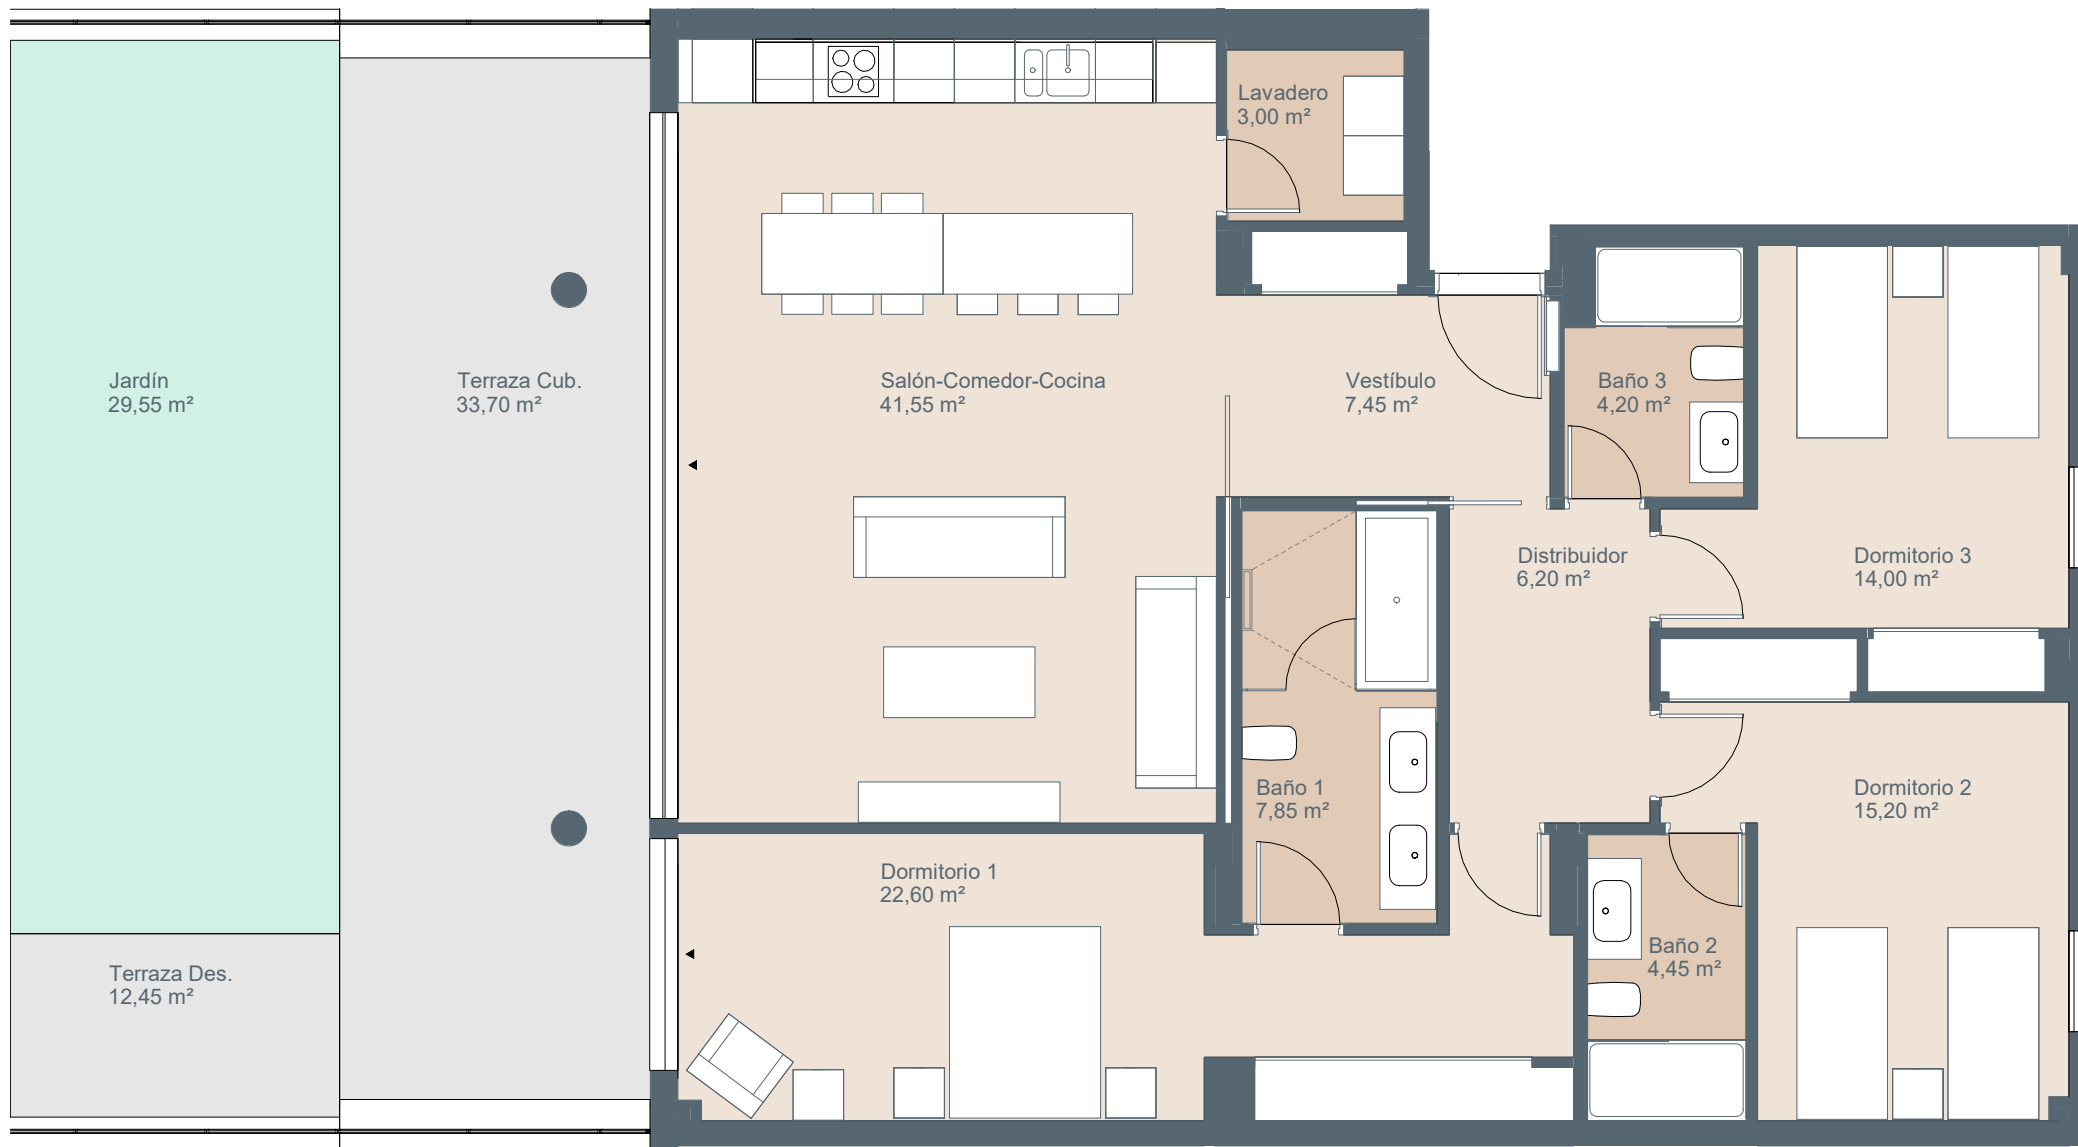 Lavadero
3,00 m²
Jardín
29,55 m²
Terraza Cub.
33,70 m²
Salón-Comedor-Cocina
41,55 m²
Vestíbulo
7,45 m²
Baño 3
4,20 m²
Distribuidor
6,20 m²
Dormitorio 3
14,00 m²
Baño 1
7,85 m²
Dormitorio 2
15,20 m²
Dormitorio 1
22,60 m²
Baño 2
4,45 m²
Terraza Des.
12,45 m²